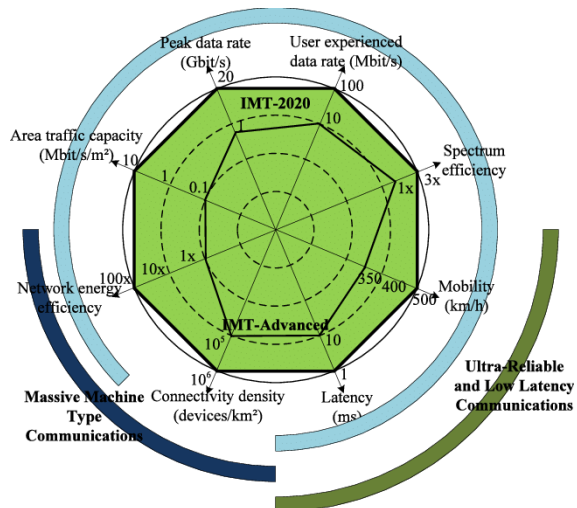 Peak data rate
(Gbit/s)
User experienced
data rate (Mbit/s)
20
100
IMT-2020
1
10
Area traffic capacity
(Mbit/s/m²)
10
1
0.1
Spectrum
efficiency
1x
3x
Network energy
efficiency
100x
10x
1x
350
400
500
Mobility
(km/h)
10⁵
IMT-Advanced
10
10⁶
1
Connectivity density
(devices/km²)
Latency
(ms)
Massive Machine
Type
Communications
Ultra-Reliable
and Low Latency
Communications